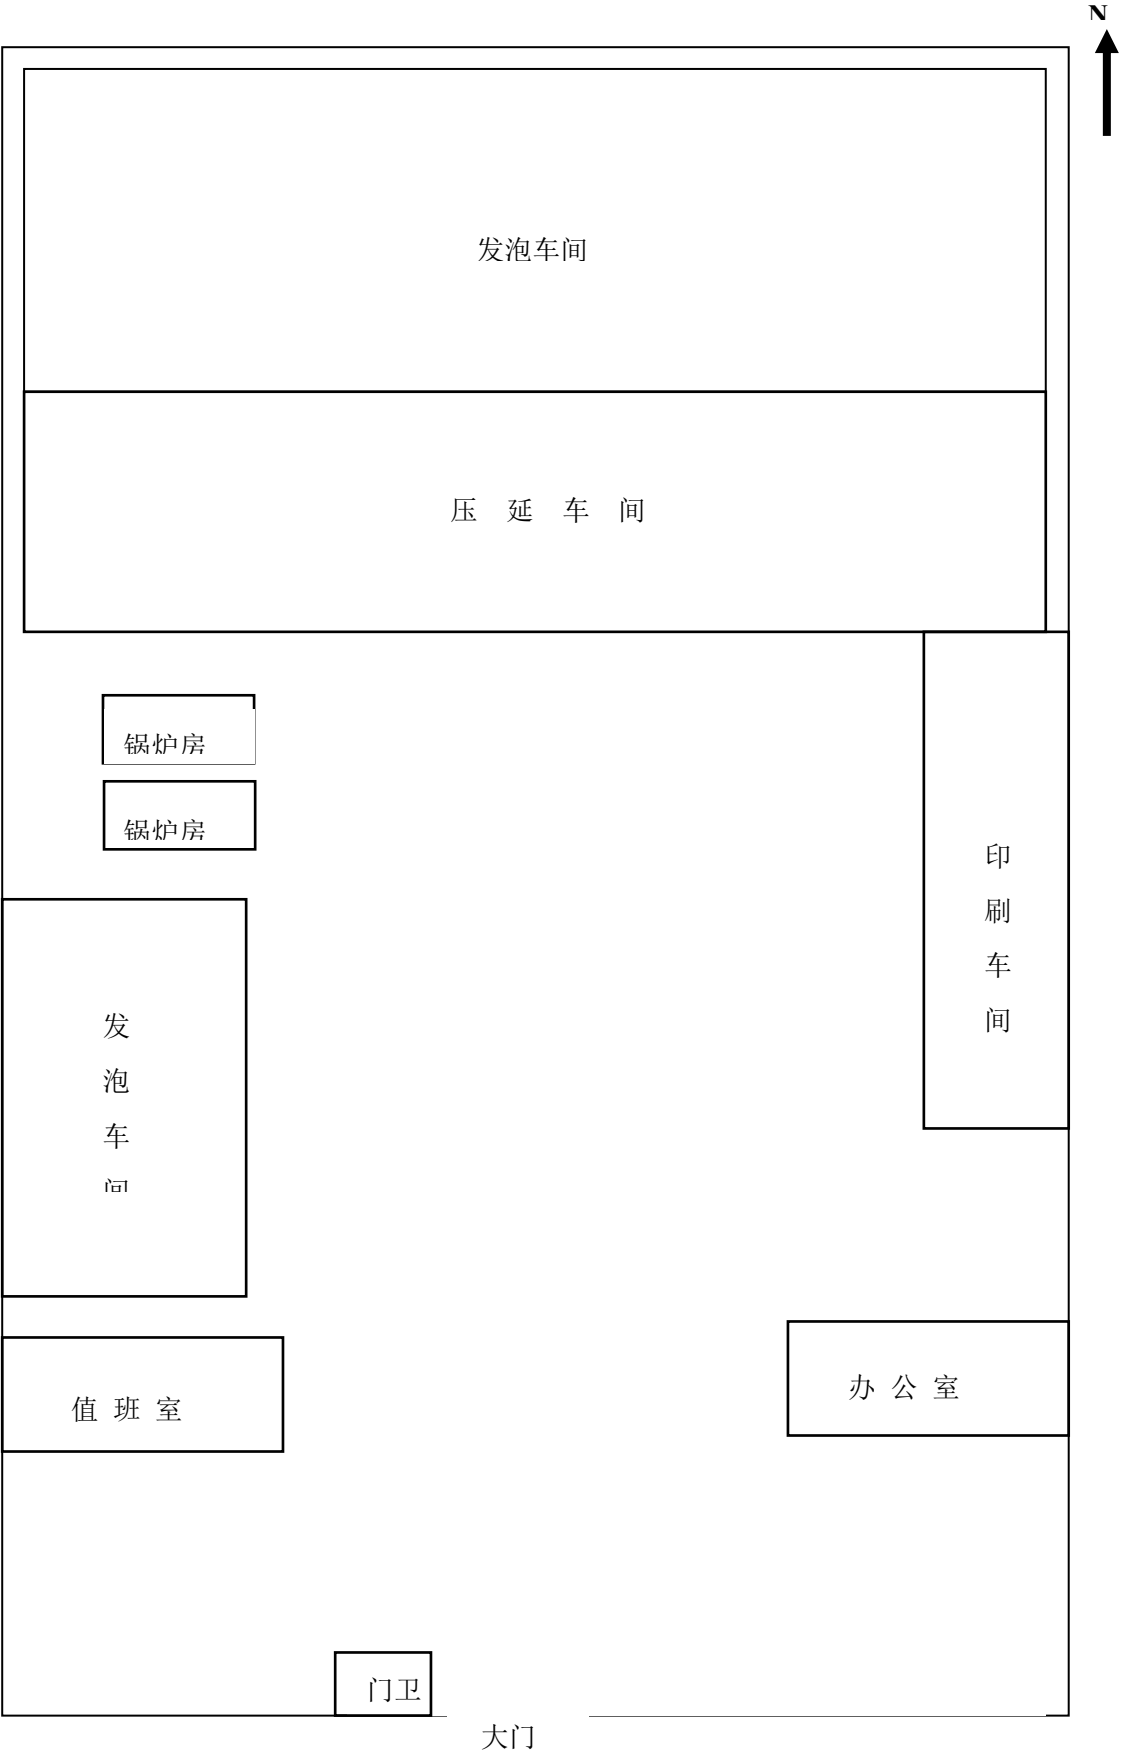 N
发泡车间
压 延 车 间
锅炉房
锅炉房
印
刷
车
间
发
泡
车
间
办 公 室
值 班 室
门卫
大门